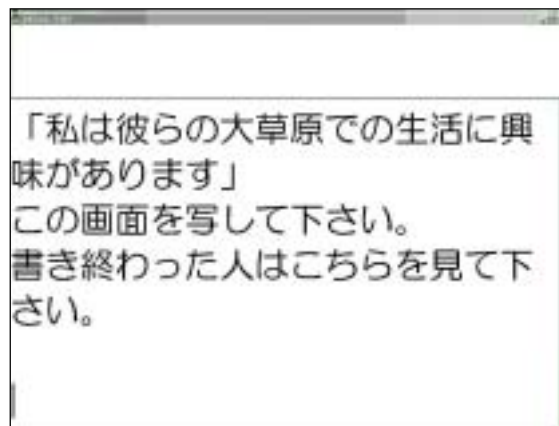 「私は彼らの大草原での生活に興
味があります」
この画面を写して下さい。
書き終わった人はこちらを見て下
さい。